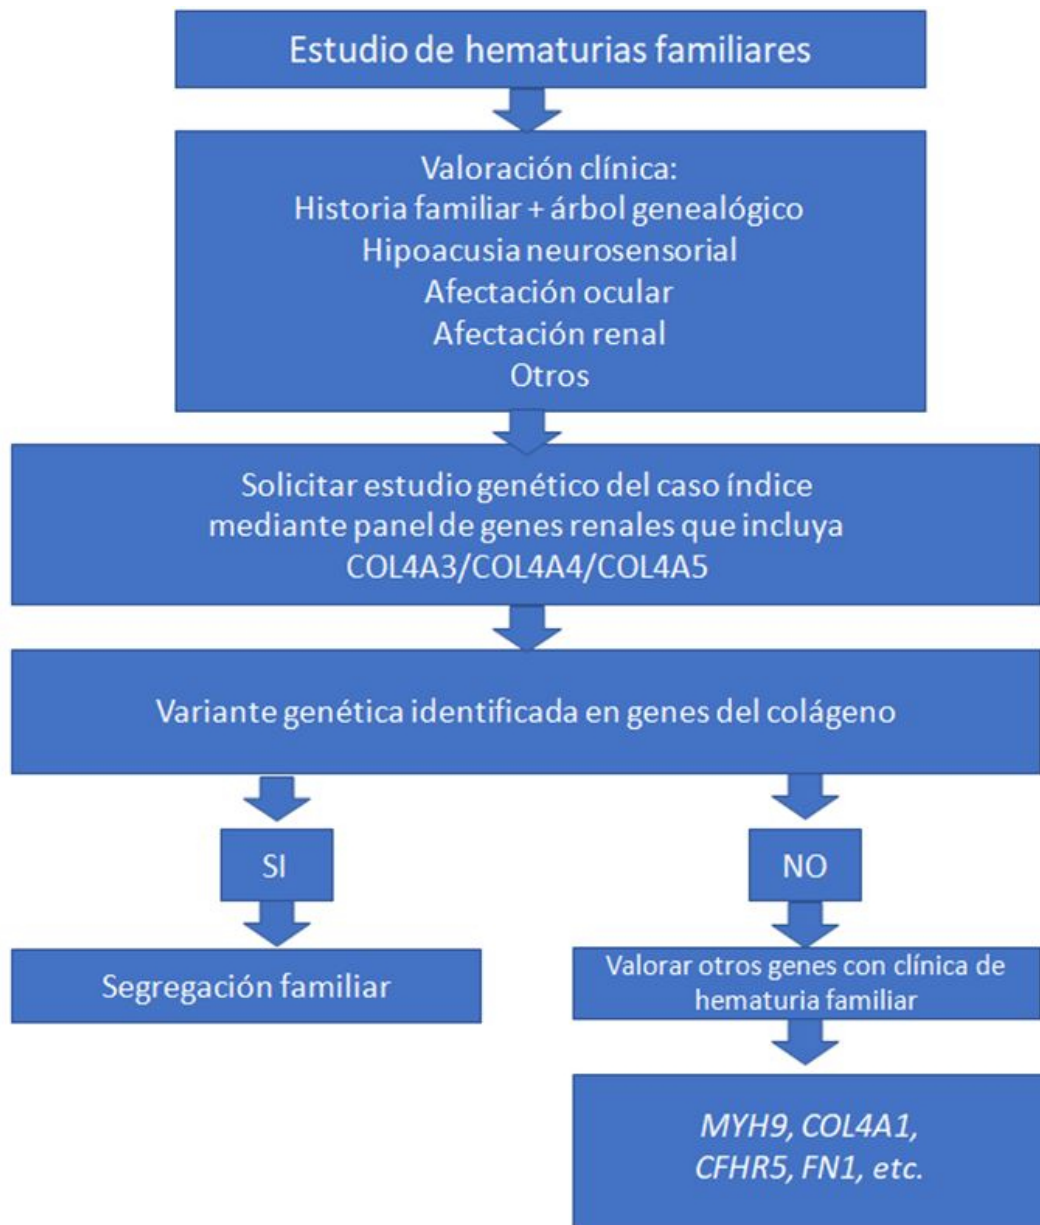 Estudio de hematurias familiares
Valoración clínica:
Historia familiar + árbol genealógico
Hipoacusia neurosensorial
Afectación ocular
Afectación renal
Otros
Solicitar estudio genético del caso índice
mediante panel de genes renales que incluya
COL4A3/COL4A4/COL4A5
Variante genética identificada en genes del colágeno
SI
NO
Segregación familiar
Valorar otros genes con clínica de
hematuria familiar
MYH9, COL4A1,
CFHR5, FN1, etc.